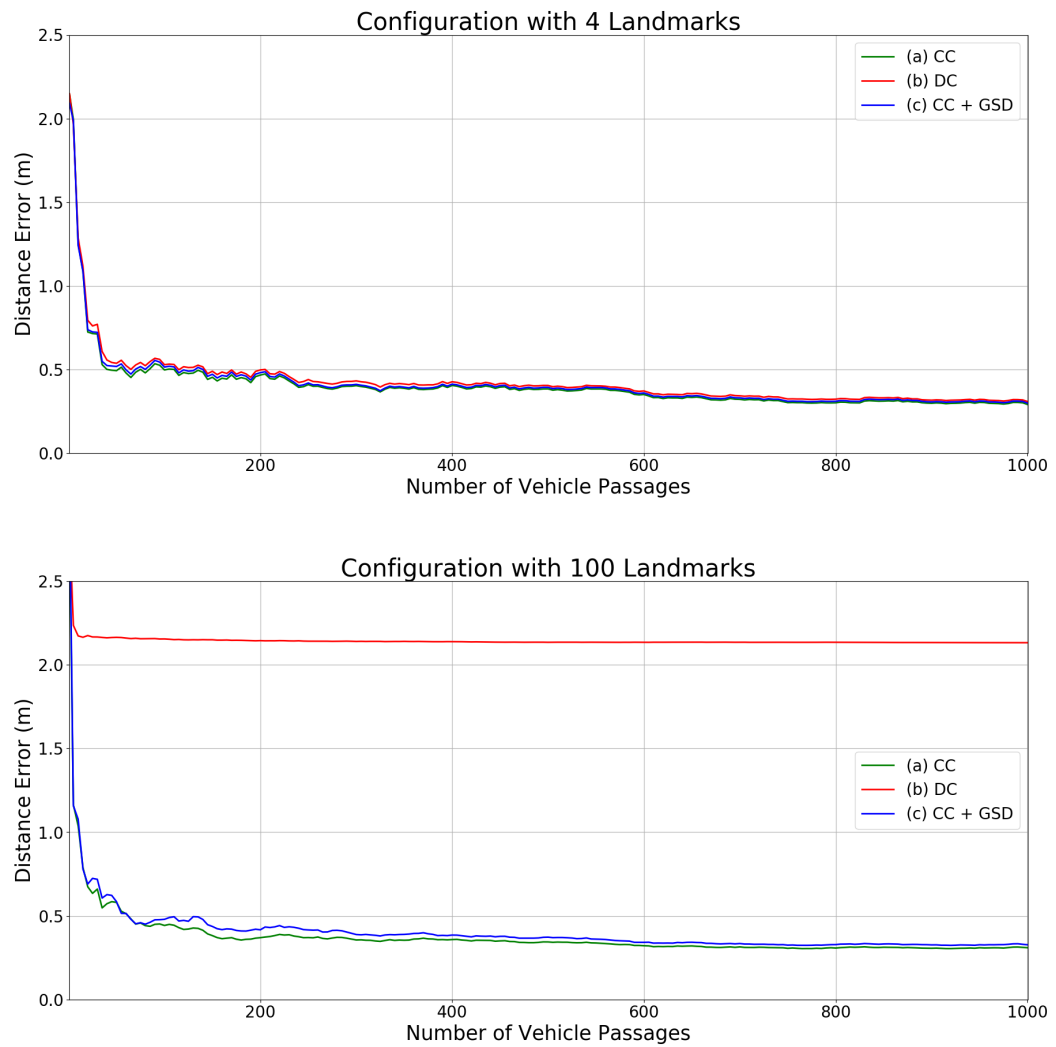 Configuration with 4 Landmarks
2.5
2.0
1.5
1.0
0.5
0.0
Distance Error (m)
(a) CC
(b) DC
(c) CC + GSD
200 400 600 800 1000
Number of Vehicle Passages
Configuration with 100 Landmarks
2.5
2.0
1.5
1.0
0.5
0.0
Distance Error (m)
(a) CC
(b) DC
(c) CC + GSD
200 400 600 800 1000
Number of Vehicle Passages